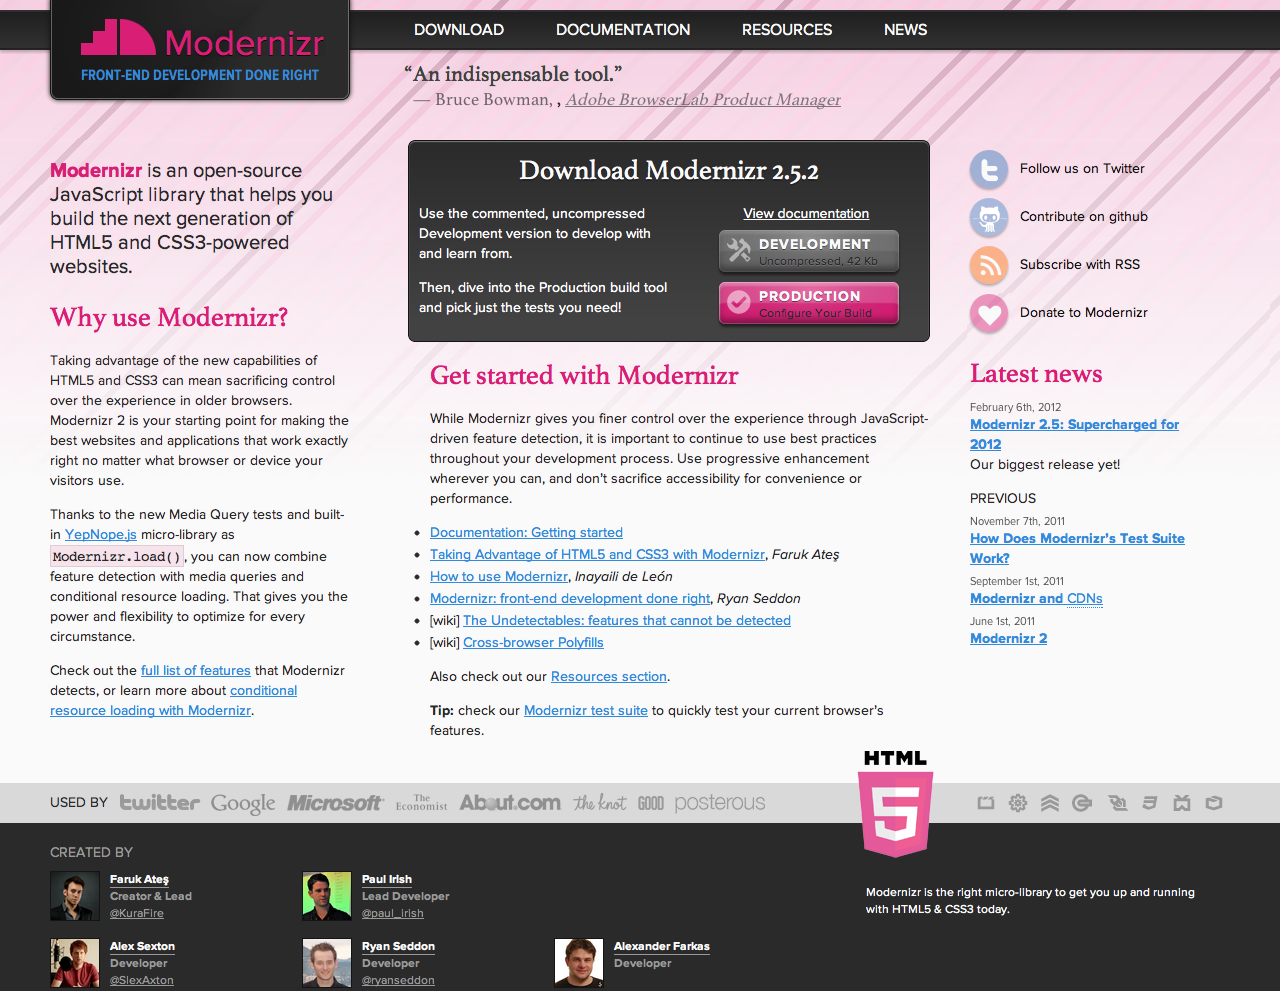 Modernizr
FRONT-END DEVELOPMENT DONE RIGHT
DOWNLOAD
DOCUMENTATION
RESOURCES
NEWS
“An indispensable tool.”
— Bruce Bowman, , Adobe BrowserLab Product Manager
Modernizr is an open-source
JavaScript library that helps you
build the next generation of
HTML5 and CSS3-powered
websites.
Why use Modernizr?
Taking advantage of the new capabilities of
HTML5 and CSS3 can mean sacrificing control
over the experience in older browsers.
Modernizr 2 is your starting point for making the
best websites and applications that work exactly
right no matter what browser or device your
visitors use.
Thanks to the new Media Query tests and built-
in YepNope.js micro-library as
Modernizr.load(), you can now combine
feature detection with media queries and
conditional resource loading. That gives you the
power and flexibility to optimize for every
circumstance.
Check out the full list of features that Modernizr
detects, or learn more about conditional
resource loading with Modernizr.
Download Modernizr 2.5.2
Use the commented, uncompressed
Development version to develop with
and learn from.
Then, dive into the Production build tool
and pick just the tests you need!
View documentation
DEVELOPMENT
Uncompressed, 42 Kb
PRODUCTION
Configure Your Build
Get started with Modernizr
While Modernizr gives you finer control over the experience through JavaScript-
driven feature detection, it is important to continue to use best practices
throughout your development process. Use progressive enhancement
wherever you can, and don’t sacrifice accessibility for convenience or
performance.
• Documentation: Getting started
• Taking Advantage of HTML5 and CSS3 with Modernizr, Faruk Ateş
• How to use Modernizr, Inayaili de León
• Modernizr: front-end development done right, Ryan Seddon
• [wiki] The Undetectables: features that cannot be detected
• [wiki] Cross-browser Polyfills
Also check out our Resources section.
Tip: check our Modernizr test suite to quickly test your current browser's
features.
Follow us on Twitter
Contribute on github
Subscribe with RSS
Donate to Modernizr
Latest news
February 6th, 2012
Modernizr 2.5: Supercharged for
2012
Our biggest release yet!
PREVIOUS
November 7th, 2011
How Does Modernizr’s Test Suite
Work?
September 1st, 2011
Modernizr and CDNs
June 1st, 2011
Modernizr 2
HTML
5
USED BY
twitter
Google
Microsoft
The
Economist
About.com
the knot
GOOD
posterous
CREATED BY
Faruk Ateş
Creator & Lead
@KuraFire
Paul Irish
Lead Developer
@paul_irish
Alex Sexton
Developer
@SlexAxton
Ryan Seddon
Developer
@ryanseddon
Alexander Farkas
Developer
Modernizr is the right micro-library to get you up and running
with HTML5 & CSS3 today.